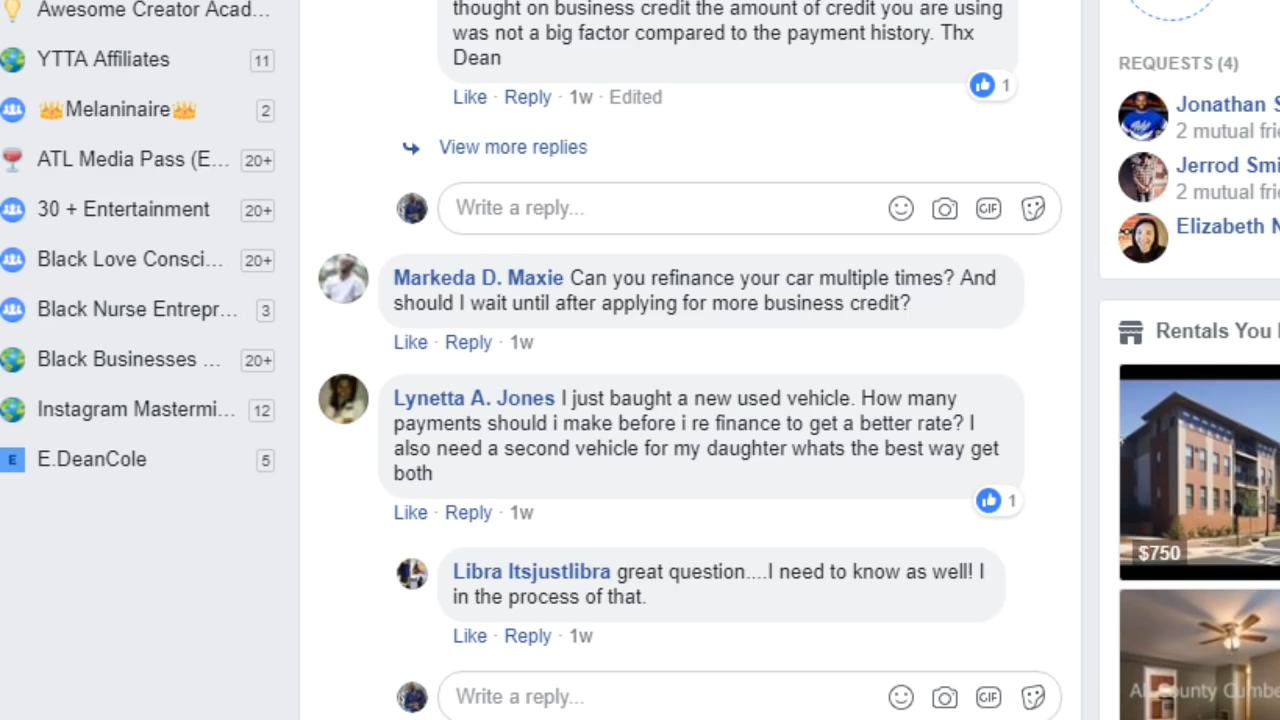 Awesome Creator Acad...
YTTA Affiliates 11
👑Melaninaire👑 2
ATL Media Pass (E... 20+
30 + Entertainment 20+
Black Love Consci... 20+
Black Nurse Entrepr... 3
Black Businesses ... 20+
Instagram Mastermi... 12
E E.DeanCole 5
thought on business credit the amount of credit you are using
was not a big factor compared to the payment history. Thx
Dean
1
Like · Reply · 1w · Edited
View more replies
Write a reply...
GIF
Markeda D. Maxie Can you refinance your car multiple times? And
should I wait until after applying for more business credit?
Like · Reply · 1w
Lynetta A. Jones I just baught a new used vehicle. How many
payments should i make before i re finance to get a better rate? I
also need a second vehicle for my daughter whats the best way get
both
1
Like · Reply · 1w
Libra Itsjustlibra great question....I need to know as well! I
in the process of that.
Like · Reply · 1w
Write a reply...
GIF
REQUESTS (4)
Jonathan S
2 mutual frie
Jerrod Smi
2 mutual frie
Elizabeth N
Rentals You
$750
County Cumbe